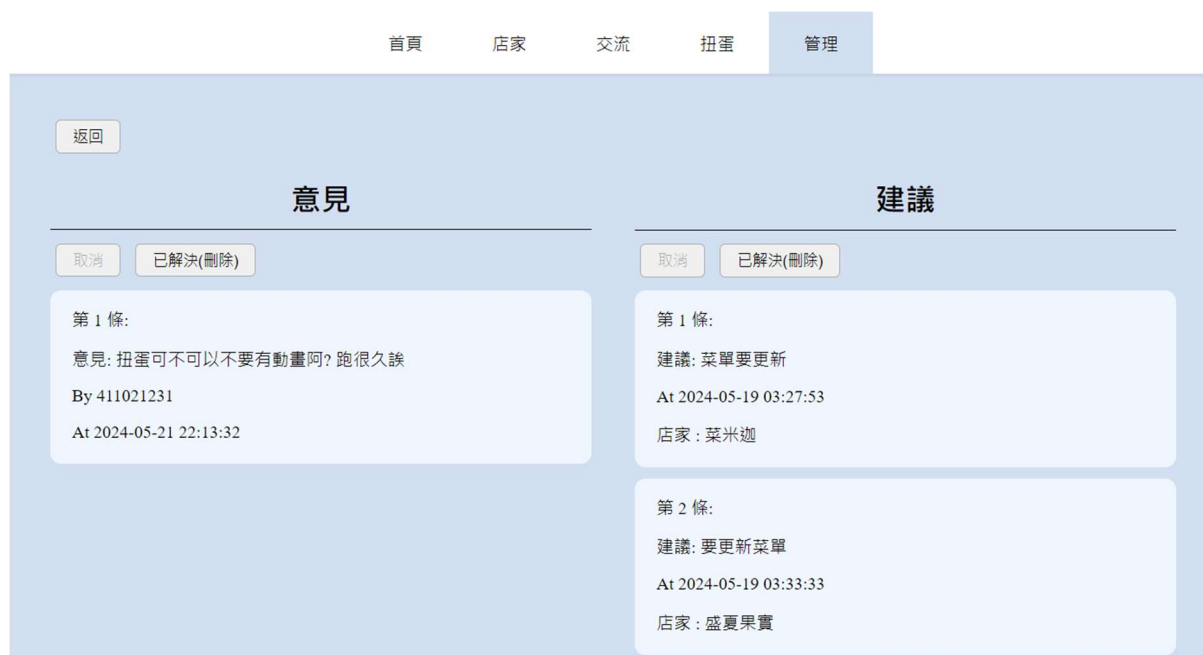 首頁 店家 交流 扭蛋 管理
返回
意見
取消 已解決(刪除)
第 1 條:
意見: 扭蛋可不可以不要有動畫阿? 跑很久誒
By 411021231
At 2024-05-21 22:13:32
建議
取消 已解決(刪除)
第 1 條:
建議: 菜單要更新
At 2024-05-19 03:27:53
店家 : 菜米迦
第 2 條:
建議: 要更新菜單
At 2024-05-19 03:33:33
店家 : 盛夏果實